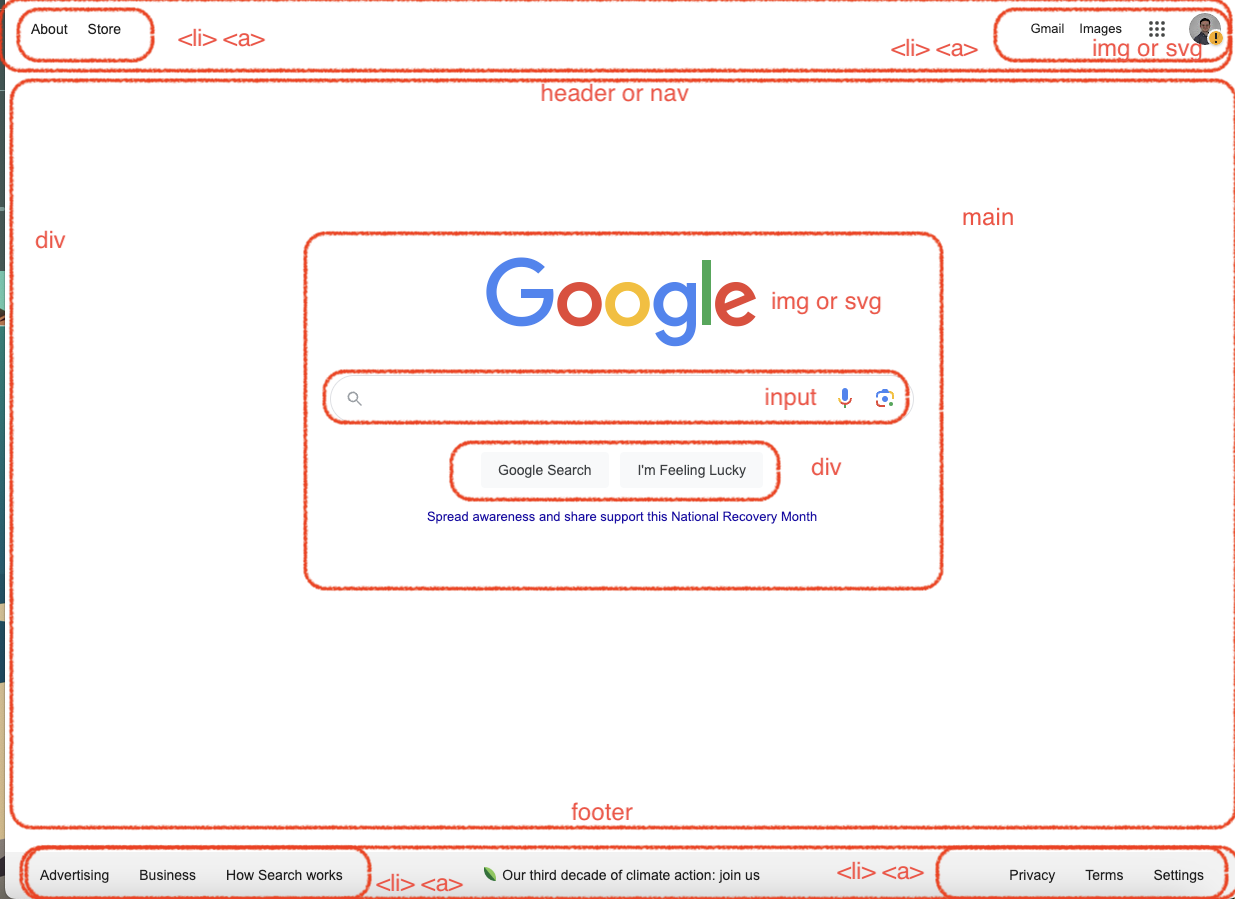 About Store
<li> <a>
Gmail Images
<li> <a>
img or svg
header or nav
main
div
Google
img or svg
input
Google Search I'm Feeling Lucky
div
Spread awareness and share support this National Recovery Month
footer
Advertising Business How Search works
<li> <a>
Our third decade of climate action: join us
<li> <a>
Privacy Terms Settings